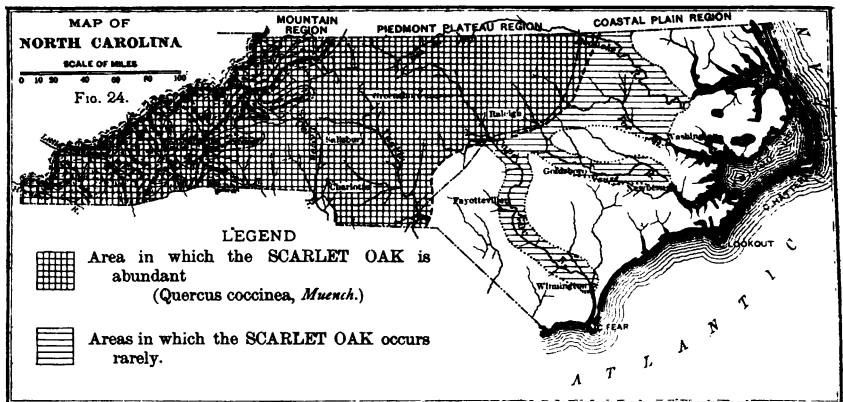 MAP OF
NORTH CAROLINA
SCALE OF MILES
0 10 20 40 60 80 100
FIG. 24.
MOUNTAIN
REGION
PIEDMONT PLATEAU REGION
COASTAL PLAIN REGION
Raleigh
Salisbury
Charlotte
Washington
Goldsboro
Newbern
Fayetteville
Wilmington
C. HATTERAS
LOOKOUT
C. FEAR
ATLANTIC
LEGEND
Area in which the SCARLET OAK is
abundant
(Quercus coccinea, Muench.)
Areas in which the SCARLET OAK occurs
rarely.